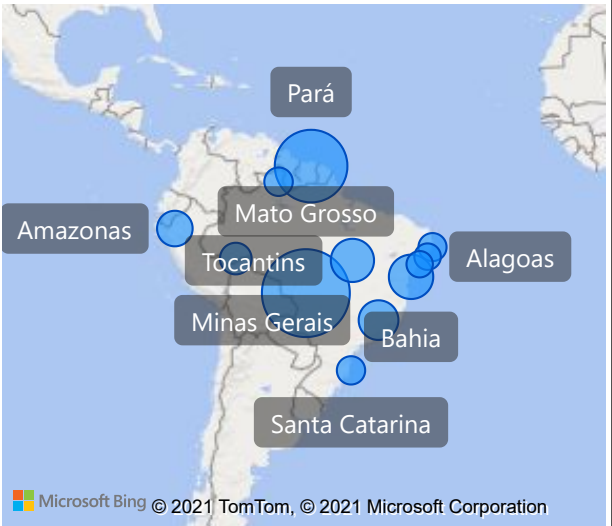 Pará
Mato Grosso
Amazonas
Alagoas
Tocantins
Minas Gerais
Bahia
Santa Catarina
Microsoft Bing © 2021 TomTom, © 2021 Microsoft Corporation